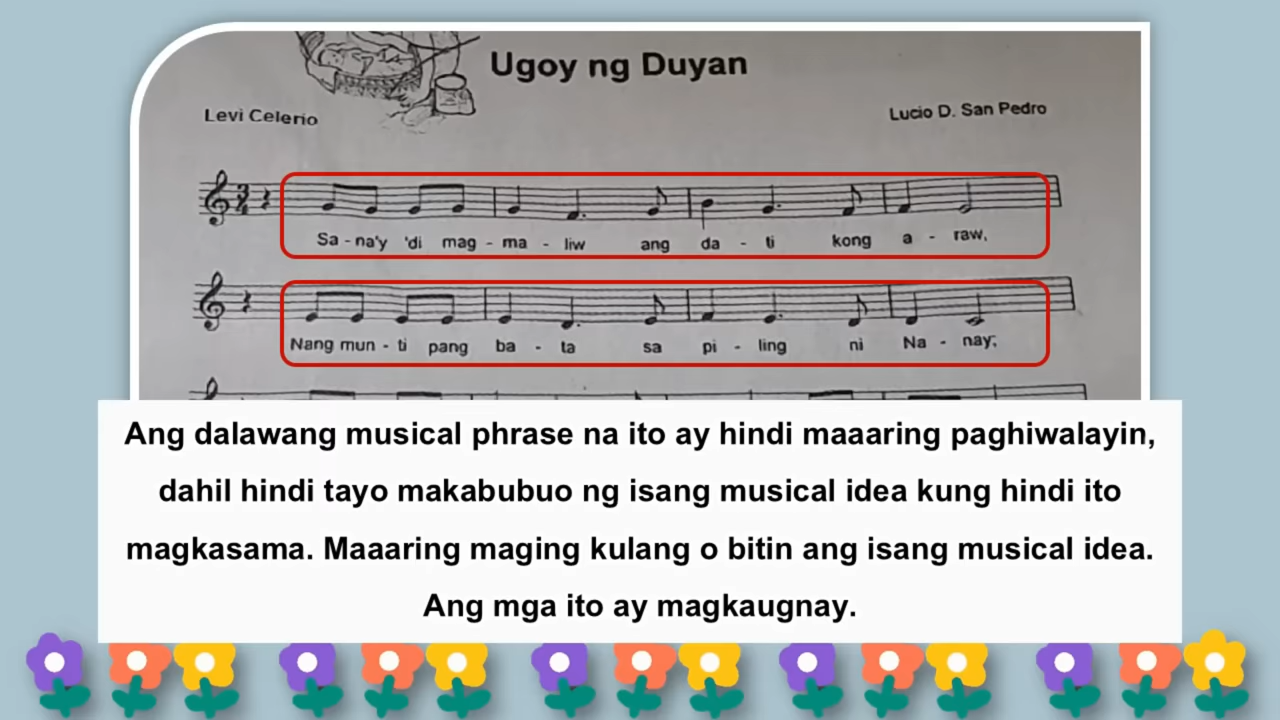 Ugoy ng Duyan
Levi Celerio
Lucio D. San Pedro
3
4
Sa - na'y 'di mag - ma - liw ang da - ti kong a - raw,
Nang mun - ti pang ba - ta sa pi - ling ni Na - nay;
Ang dalawang musical phrase na ito ay hindi maaaring paghiwalayin,
dahil hindi tayo makabubuo ng isang musical idea kung hindi ito
magkasama. Maaaring maging kulang o bitin ang isang musical idea.
Ang mga ito ay magkaugnay.